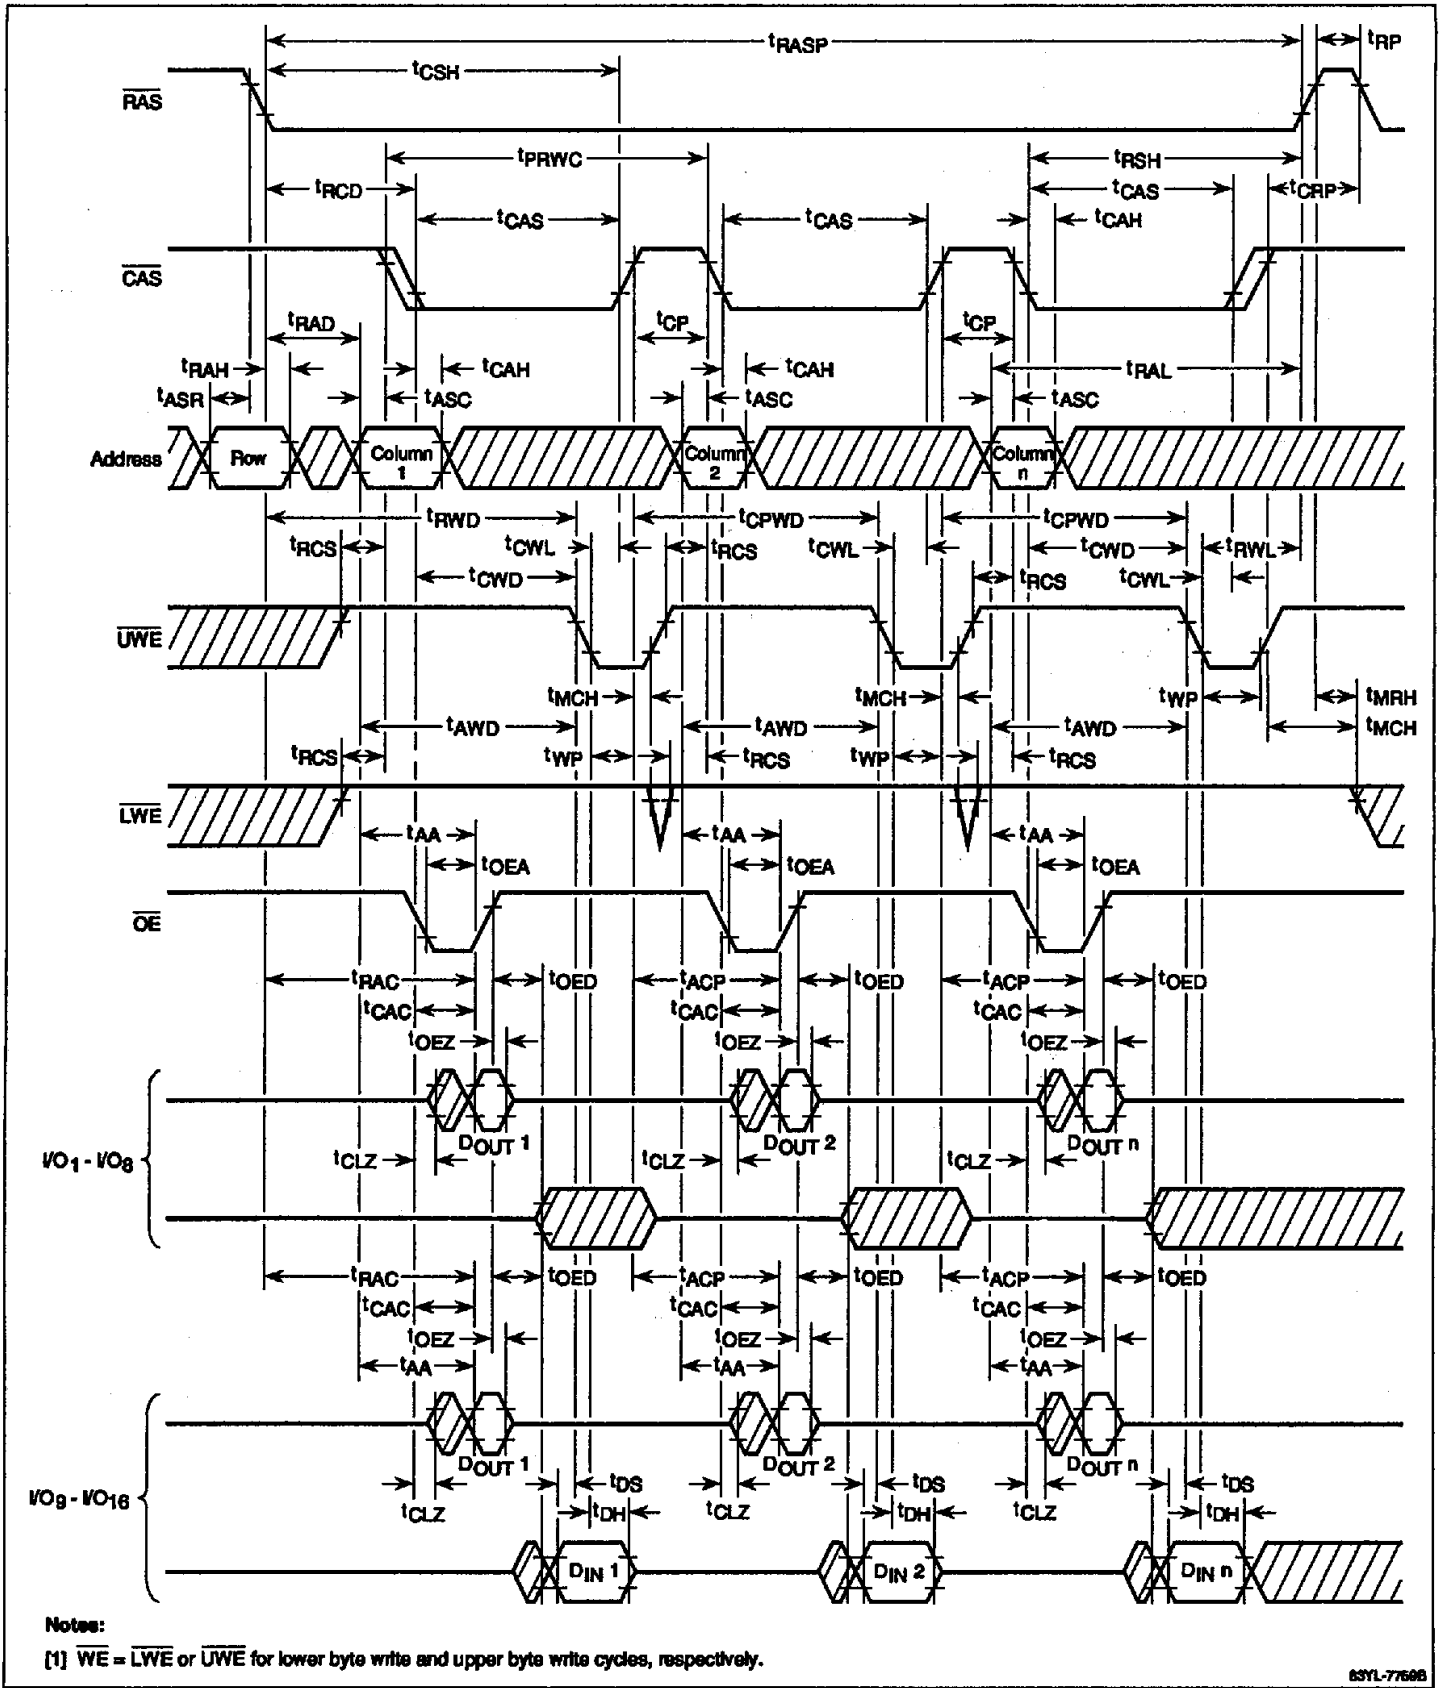 tRASP tRP
tCSH
RAS
tPRWC tRSH
tRCD tCAS tCRP
tCAS tCAS tCAH
CAS
tRAD tCP tCP
tRAH tCAH tCAH tRAL
tASR tASC tASC tASC
Address Row Column 1 Column 2 Column n
tRWD tCPWD tCPWD
tRCS tCWL tRCS tCWL tCWD tRWL
tCWD tRCS tCWL
UWE
tMCH tMCH tWP tMRH
tAWD tAWD tAWD tMCH
tRCS tWP tRCS tWP tRCS
LWE
tAA tAA tAA
tOEA tOEA tOEA
OE
tRAC tOED tACP tOED tACP tOED
tCAC tCAC tCAC
tOEZ tOEZ tOEZ
DOUT 1 DOUT 2 DOUT n
I/O1 - I/O8 tCLZ tCLZ tCLZ
tRAC tOED tACP tOED tACP tOED
tCAC tCAC tCAC
tOEZ tOEZ tOEZ
tAA tAA tAA
DOUT 1 DOUT 2 DOUT n
tDS tDS tDS
I/O9 - I/O16
tCLZ tDH tCLZ tDH tCLZ tDH
DIN 1 DIN 2 DIN n
Notes:
[1] WE = LWE or UWE for lower byte write and upper byte write cycles, respectively.
83YL-7759B